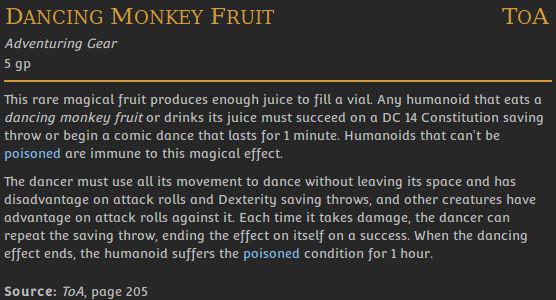 Dancing Monkey Fruit ToA
Adventuring Gear
5 gp
This rare magical fruit produces enough juice to fill a vial. Any humanoid that eats a
dancing monkey fruit or drinks its juice must succeed on a DC 14 Constitution saving
throw or begin a comic dance that lasts for 1 minute. Humanoids that can't be
poisoned are immune to this magical effect.
The dancer must use all its movement to dance without leaving its space and has
disadvantage on attack rolls and Dexterity saving throws, and other creatures have
advantage on attack rolls against it. Each time it takes damage, the dancer can
repeat the saving throw, ending the effect on itself on a success. When the dancing
effect ends, the humanoid suffers the poisoned condition for 1 hour.
Source: ToA, page 205